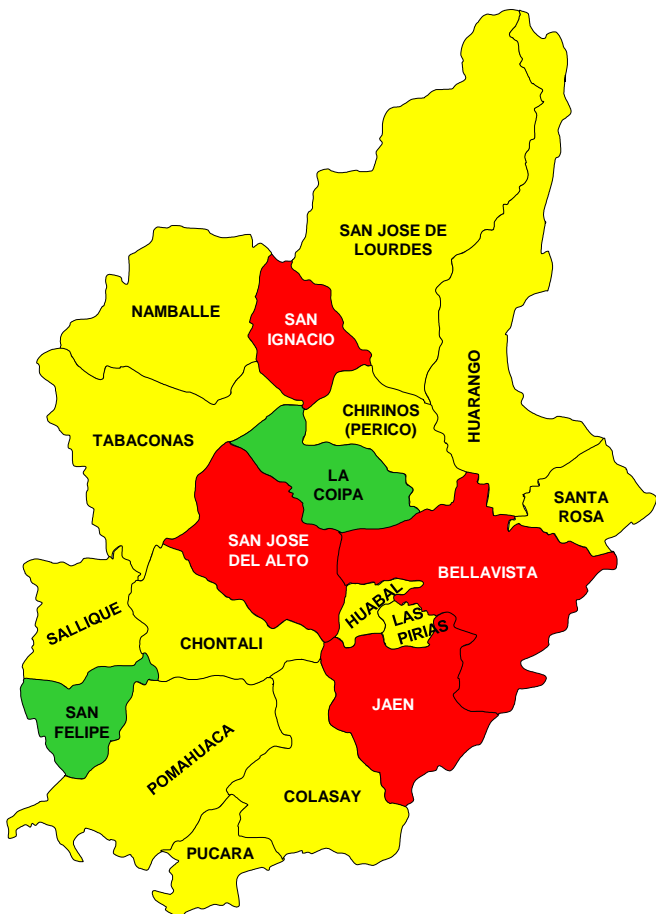 SAN JOSE DE
LOURDES
NAMBALLE
SAN
IGNACIO
HUARANGO
CHIRINOS
(PERICO)
TABACONAS
LA
COIPA
SANTA
ROSA
SAN JOSE
DEL ALTO
BELLAVISTA
HUABAL
LAS
PIRIAS
SALLIQUE
CHONTALI
JAEN
SAN
FELIPE
POMAHUACA
COLASAY
PUCARA